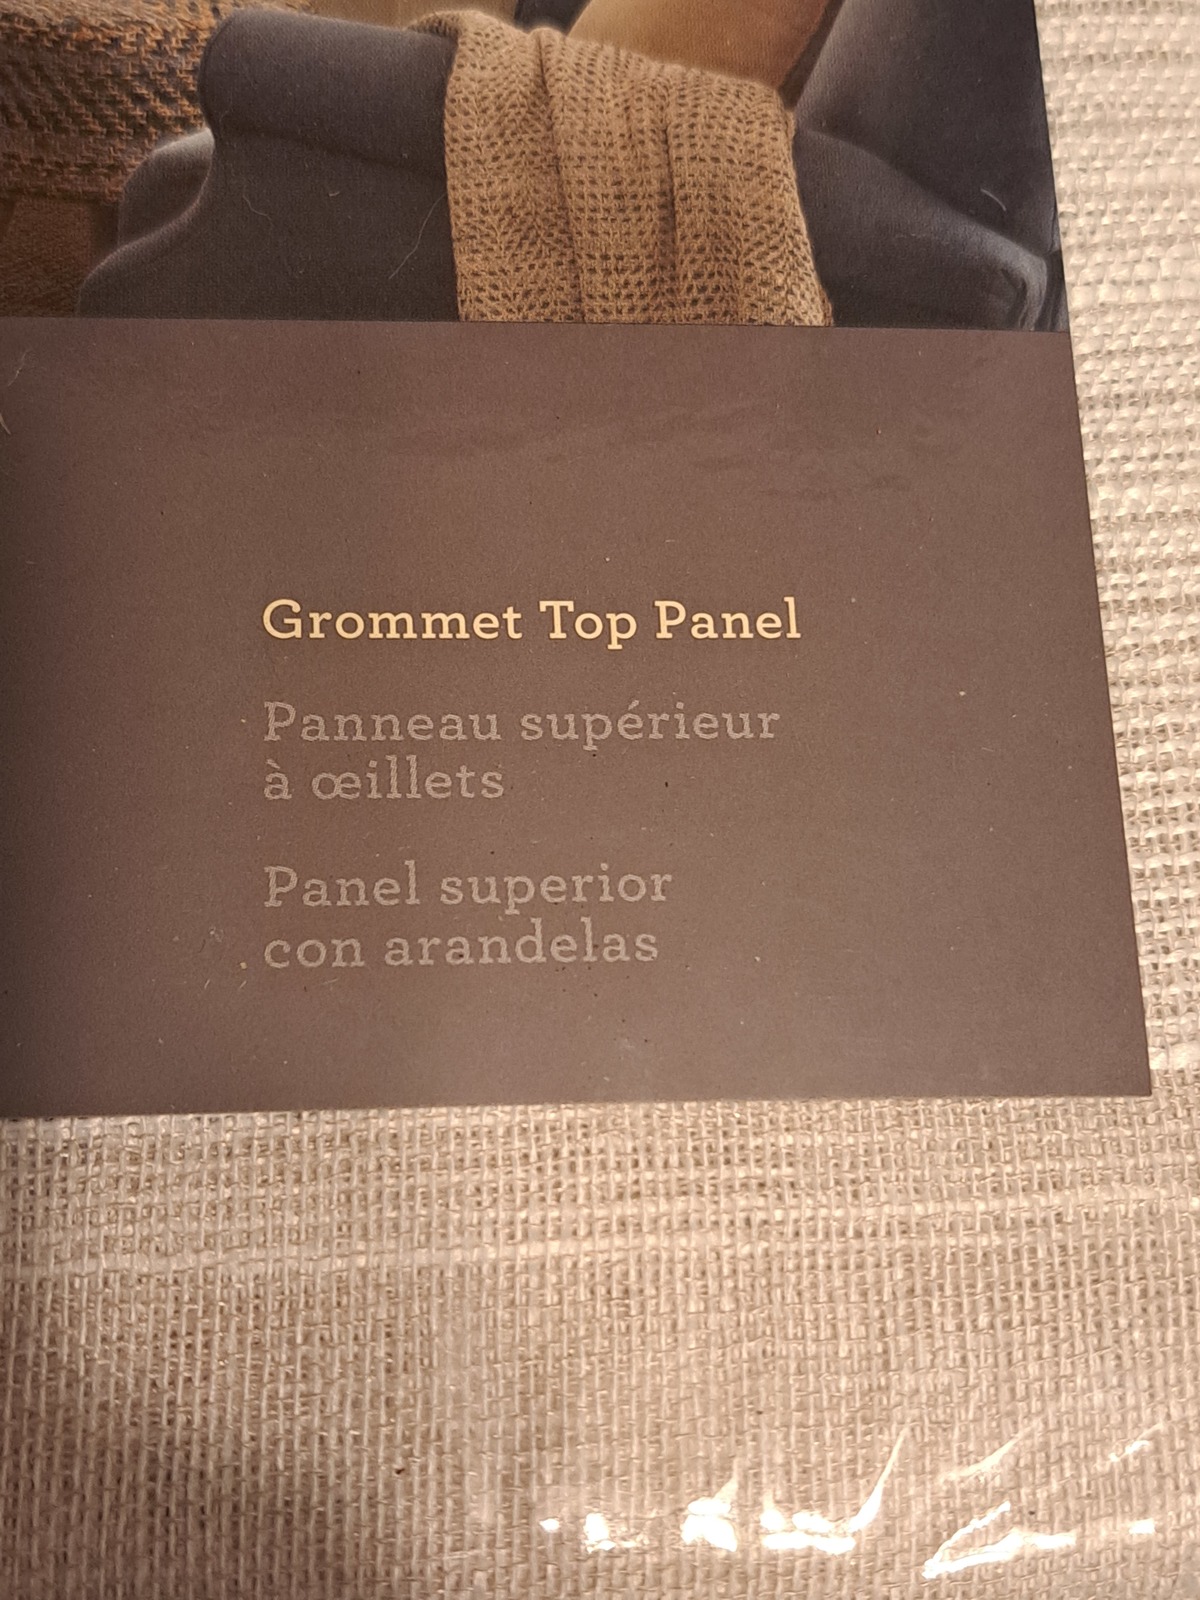 Grommet Top Panel
Panneau supérieur
à œillets
Panel superior
con arandelas